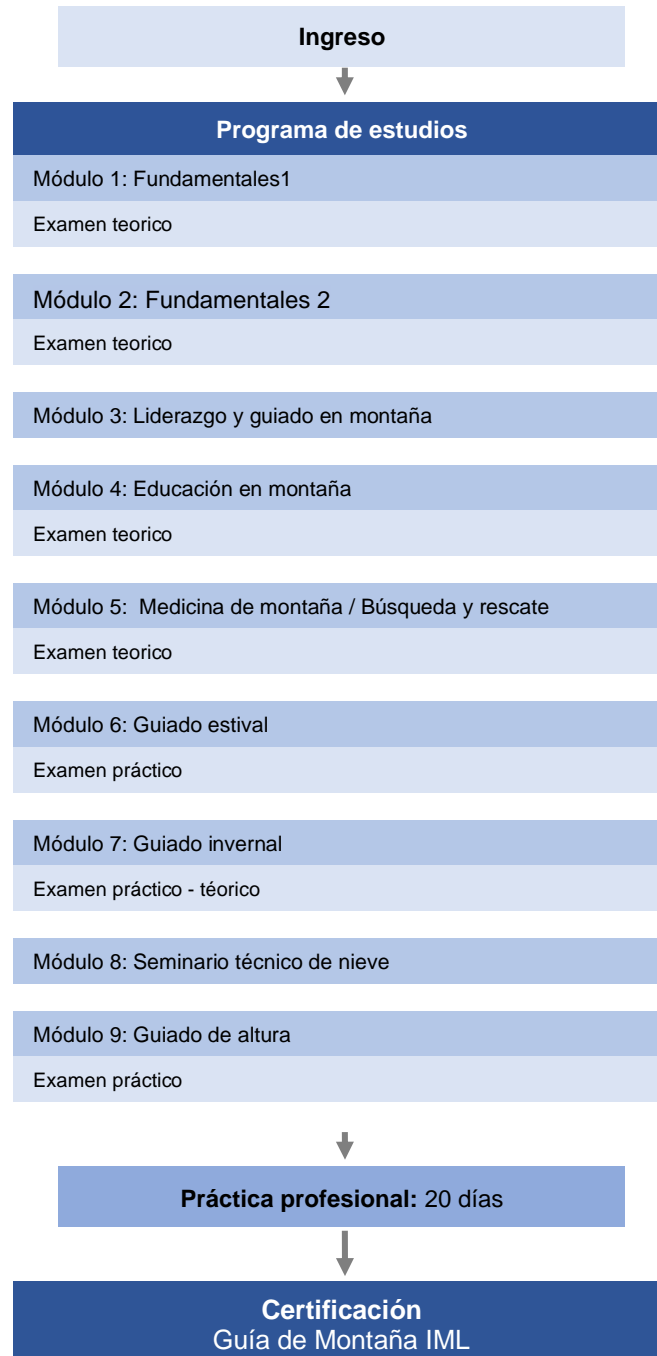 Ingreso
Programa de estudios
Módulo 1: Fundamentales1
Examen teorico
Módulo 2: Fundamentales 2
Examen teorico
Módulo 3: Liderazgo y guiado en montaña
Módulo 4: Educación en montaña
Examen teorico
Módulo 5: Medicina de montaña / Búsqueda y rescate
Examen teorico
Módulo 6: Guiado estival
Examen práctico
Módulo 7: Guiado invernal
Examen práctico - téorico
Módulo 8: Seminario técnico de nieve
Módulo 9: Guiado de altura
Examen práctico
Práctica profesional: 20 días
Certificación
Guía de Montaña IML